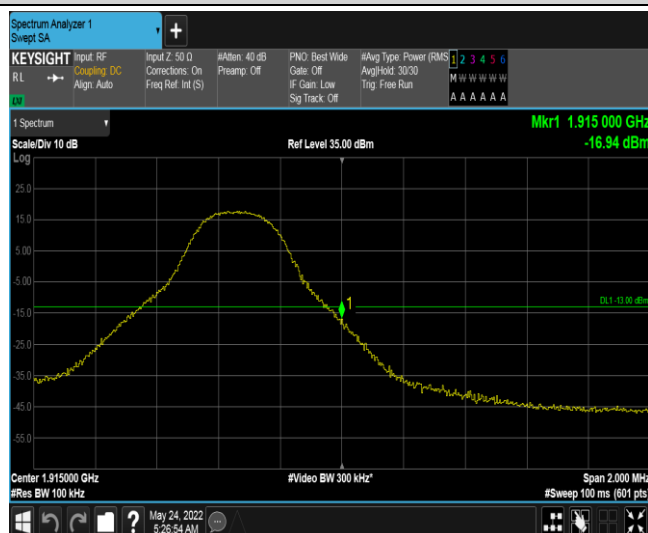 Spectrum Analyzer 1
Swept SA
KEYSIGHT
RL
Input: RF
Coupling: DC
Align: Auto
Input Z: 50 Ω
Corrections: On
Freq Ref: Int (S)
#Atten: 40 dB
Preamp: Off
PNO: Best Wide
Gate: Off
IF Gain: Low
Sig Track: Off
#Avg Type: Power (RMS
Avg|Hold: 30/30
Trig: Free Run
1 2 3 4 5 6
M W W W W W
A A A A A A
1 Spectrum
Mkr1 1.915 000 GHz
Scale/Div 10 dB
Ref Level 35.00 dBm
-16.94 dBm
Log
25.0
15.0
5.00
-5.00
DL1 -13.00 dBm
1
-15.0
-25.0
-35.0
-45.0
-55.0
Center 1.915000 GHz
#Video BW 300 kHz*
Span 2.000 MHz
#Res BW 100 kHz
#Sweep 100 ms (601 pts)
May 24, 2022
5:26:54 AM